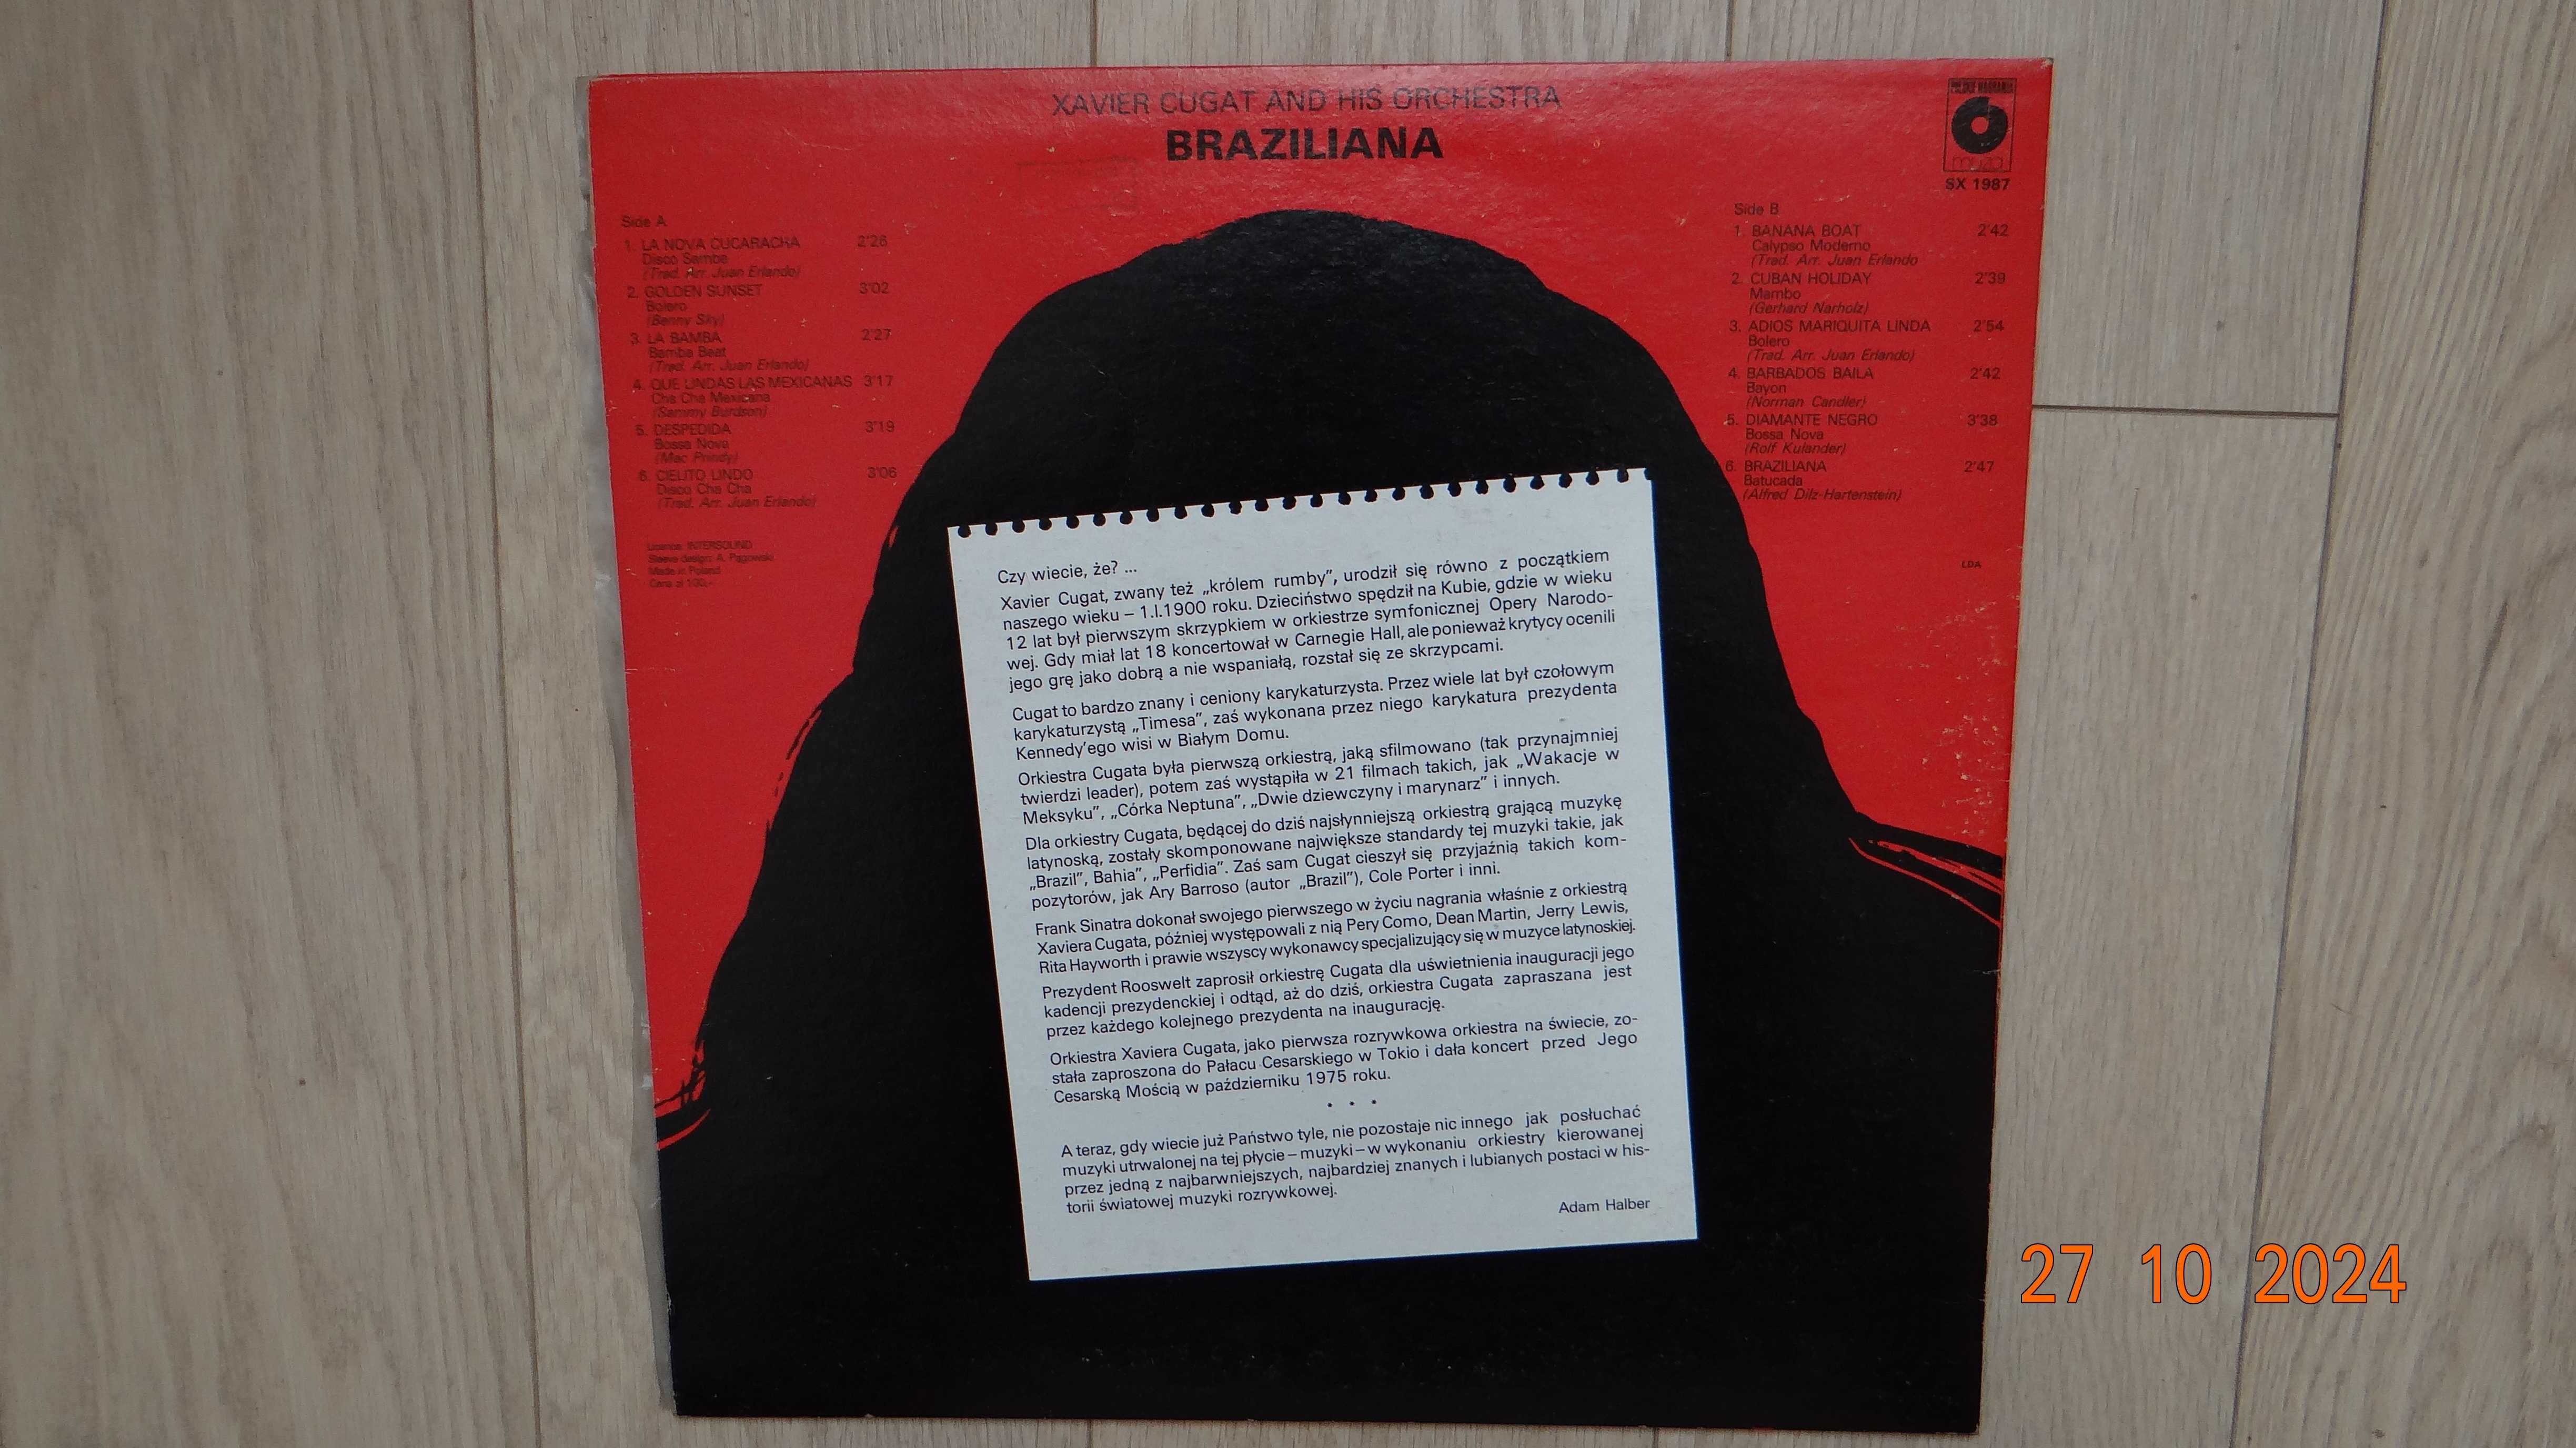 XAVIER CUGAT AND HIS ORCHESTRA
BRAZILIANA
POLSKIE NAGRANIA
muza
SX 1987
Side A
1. LA NOVA CUCARACHA 2'26
Disco Samba
(Trad. Arr. Juan Erlando)
2. GOLDEN SUNSET 3'02
Bolero
(Benny Sky)
3. LA BAMBA 2'27
Bamba Beat
(Trad. Arr. Juan Erlando)
4. QUE LINDAS LAS MEXICANAS 3'17
Cha Cha Mexicana
(Sammy Burdson)
5. DESPEDIDA 3'19
Bossa Nova
(Mac Prindy)
6. CIELITO LINDO 3'06
Disco Cha Cha
(Trad. Arr. Juan Erlando)
Licence: INTERSOUND
Sleeve design: A. Pągowski
Made in Poland
Cena zł 100,-
Side B
1. BANANA BOAT 2'42
Calypso Moderno
(Trad. Arr. Juan Erlando
2. CUBAN HOLIDAY 2'39
Mambo
(Gerhard Narholz)
3. ADIOS MARIQUITA LINDA 2'54
Bolero
(Trad. Arr. Juan Erlando)
4. BARBADOS BAILA 2'42
Bayon
(Norman Candler)
5. DIAMANTE NEGRO 3'38
Bossa Nova
(Rolf Kulander)
6. BRAZILIANA 2'47
Batucada
(Alfred Dilz-Hartenstein)
LDA
Czy wiecie, że? ...
Xavier Cugat, zwany też „królem rumby”, urodził się równo z początkiem
naszego wieku – 1.I.1900 roku. Dzieciństwo spędził na Kubie, gdzie w wieku
12 lat był pierwszym skrzypkiem w orkiestrze symfonicznej Opery Narodo-
wej. Gdy miał lat 18 koncertował w Carnegie Hall, ale ponieważ krytycy ocenili
jego grę jako dobrą a nie wspaniałą, rozstał się ze skrzypcami.
Cugat to bardzo znany i ceniony karykaturzysta. Przez wiele lat był czołowym
karykaturzystą „Timesa”, zaś wykonana przez niego karykatura prezydenta
Kennedy'ego wisi w Białym Domu.
Orkiestra Cugata była pierwszą orkiestrą, jaką sfilmowano (tak przynajmniej
twierdzi leader), potem zaś wystąpiła w 21 filmach takich, jak „Wakacje w
Meksyku”, „Córka Neptuna”, „Dwie dziewczyny i marynarz” i innych.
Dla orkiestry Cugata, będącej do dziś najsłynniejszą orkiestrą grającą muzykę
latynoską, zostały skomponowane największe standardy tej muzyki takie, jak
„Brazil”, Bahia”, „Perfidia”. Zaś sam Cugat cieszył się przyjaźnią takich kom-
pozytorów, jak Ary Barroso (autor „Brazil”), Cole Porter i inni.
Frank Sinatra dokonał swojego pierwszego w życiu nagrania właśnie z orkiestrą
Xaviera Cugata, później występowali z nią Pery Como, Dean Martin, Jerry Lewis,
Rita Hayworth i prawie wszyscy wykonawcy specjalizujący się w muzyce latynoskiej.
Prezydent Rooswelt zaprosił orkiestrę Cugata dla uświetnienia inauguracji jego
kadencji prezydenckiej i odtąd, aż do dziś, orkiestra Cugata zapraszana jest
przez każdego kolejnego prezydenta na inaugurację.
Orkiestra Xaviera Cugata, jako pierwsza rozrywkowa orkiestra na świecie, zo-
stała zaproszona do Pałacu Cesarskiego w Tokio i dała koncert przed Jego
Cesarską Mością w październiku 1975 roku.
. . .
A teraz, gdy wiecie już Państwo tyle, nie pozostaje nic innego jak posłuchać
muzyki utrwalonej na tej płycie – muzyki – w wykonaniu orkiestry kierowanej
przez jedną z najbarwniejszych, najbardziej znanych i lubianych postaci w his-
torii światowej muzyki rozrywkowej.
Adam Halber
27 10 2024